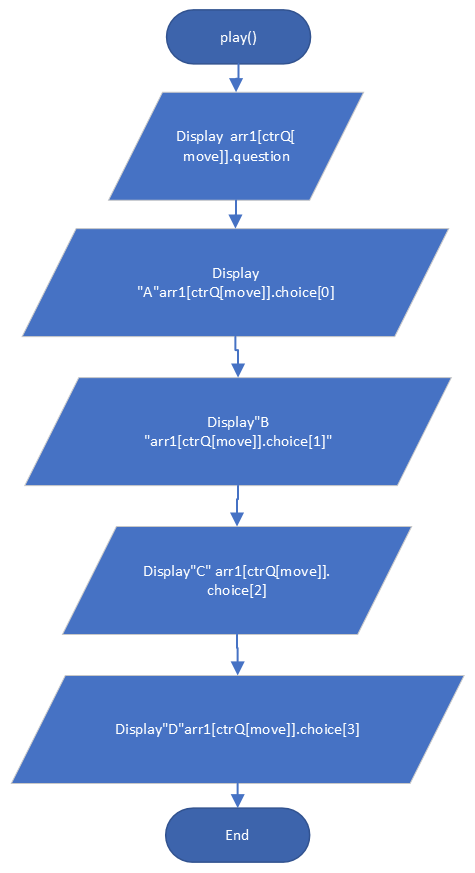 play()
Display  arr1[ctrQ[
move]].question
Display
"A"arr1[ctrQ[move]].choice[0]
Display"B
"arr1[ctrQ[move]].choice[1]"
Display"C" arr1[ctrQ[move]].
choice[2]
Display"D"arr1[ctrQ[move]].choice[3]
End